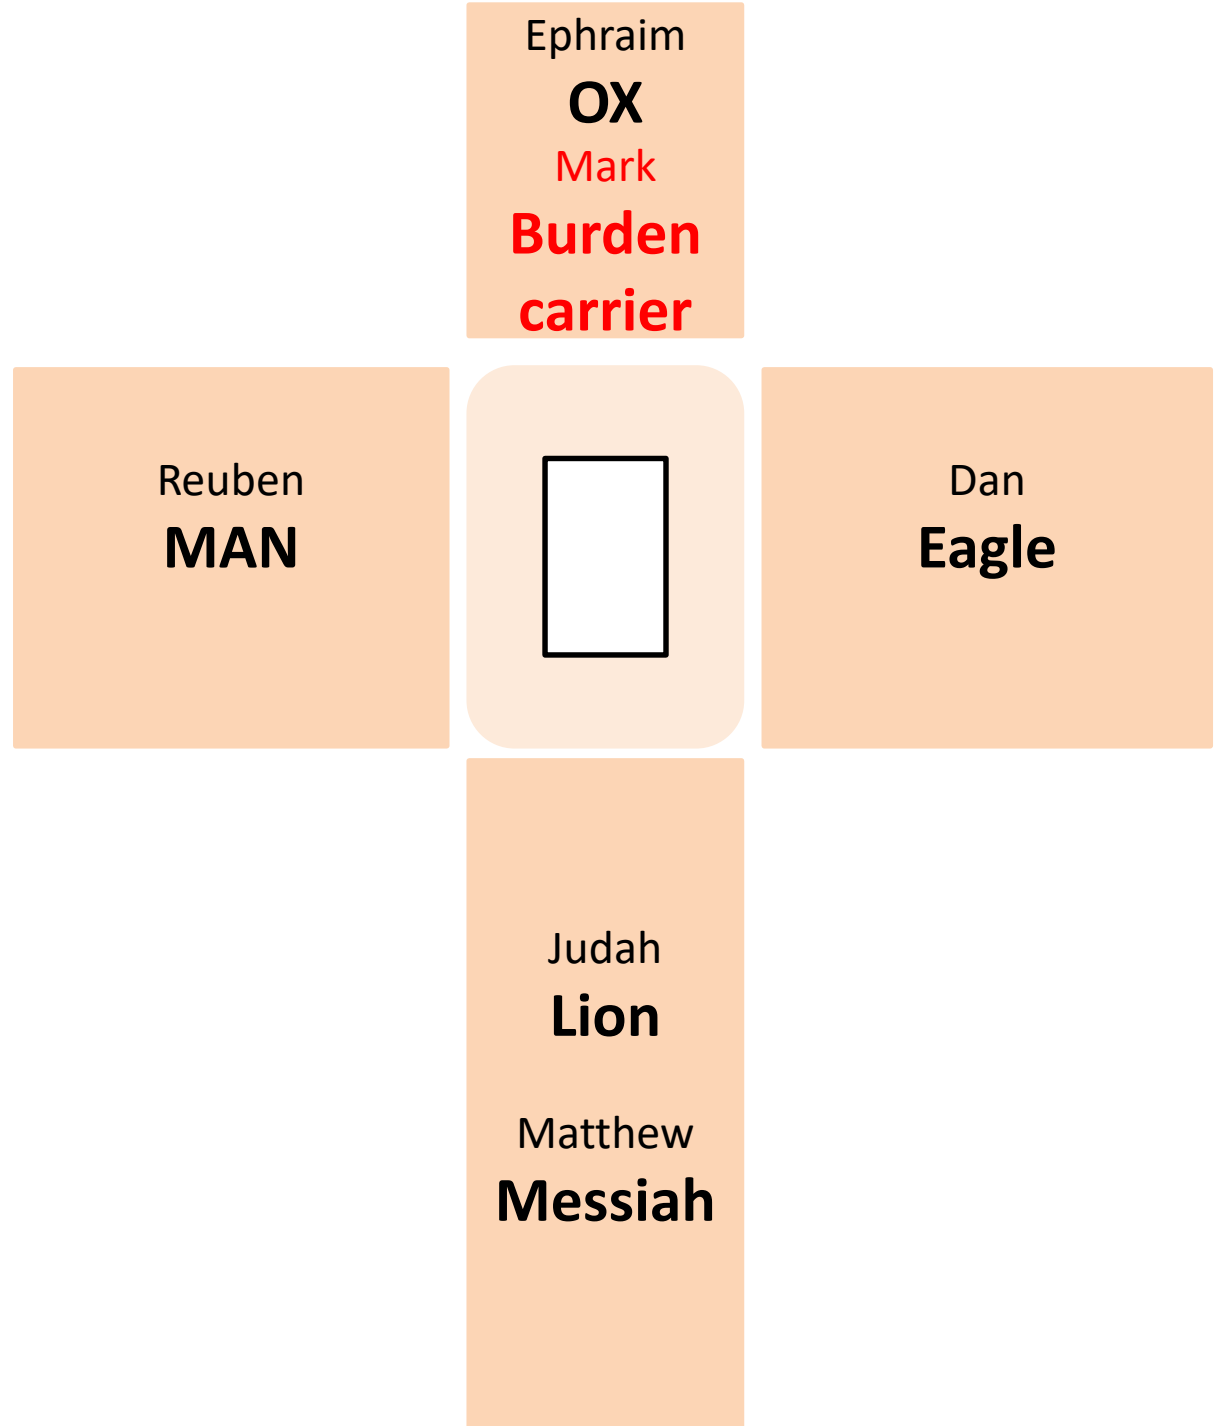 Ephraim
OX
Mark
Burden
carrier
Reuben
MAN
Dan
Eagle
Judah
Lion
Matthew
Messiah